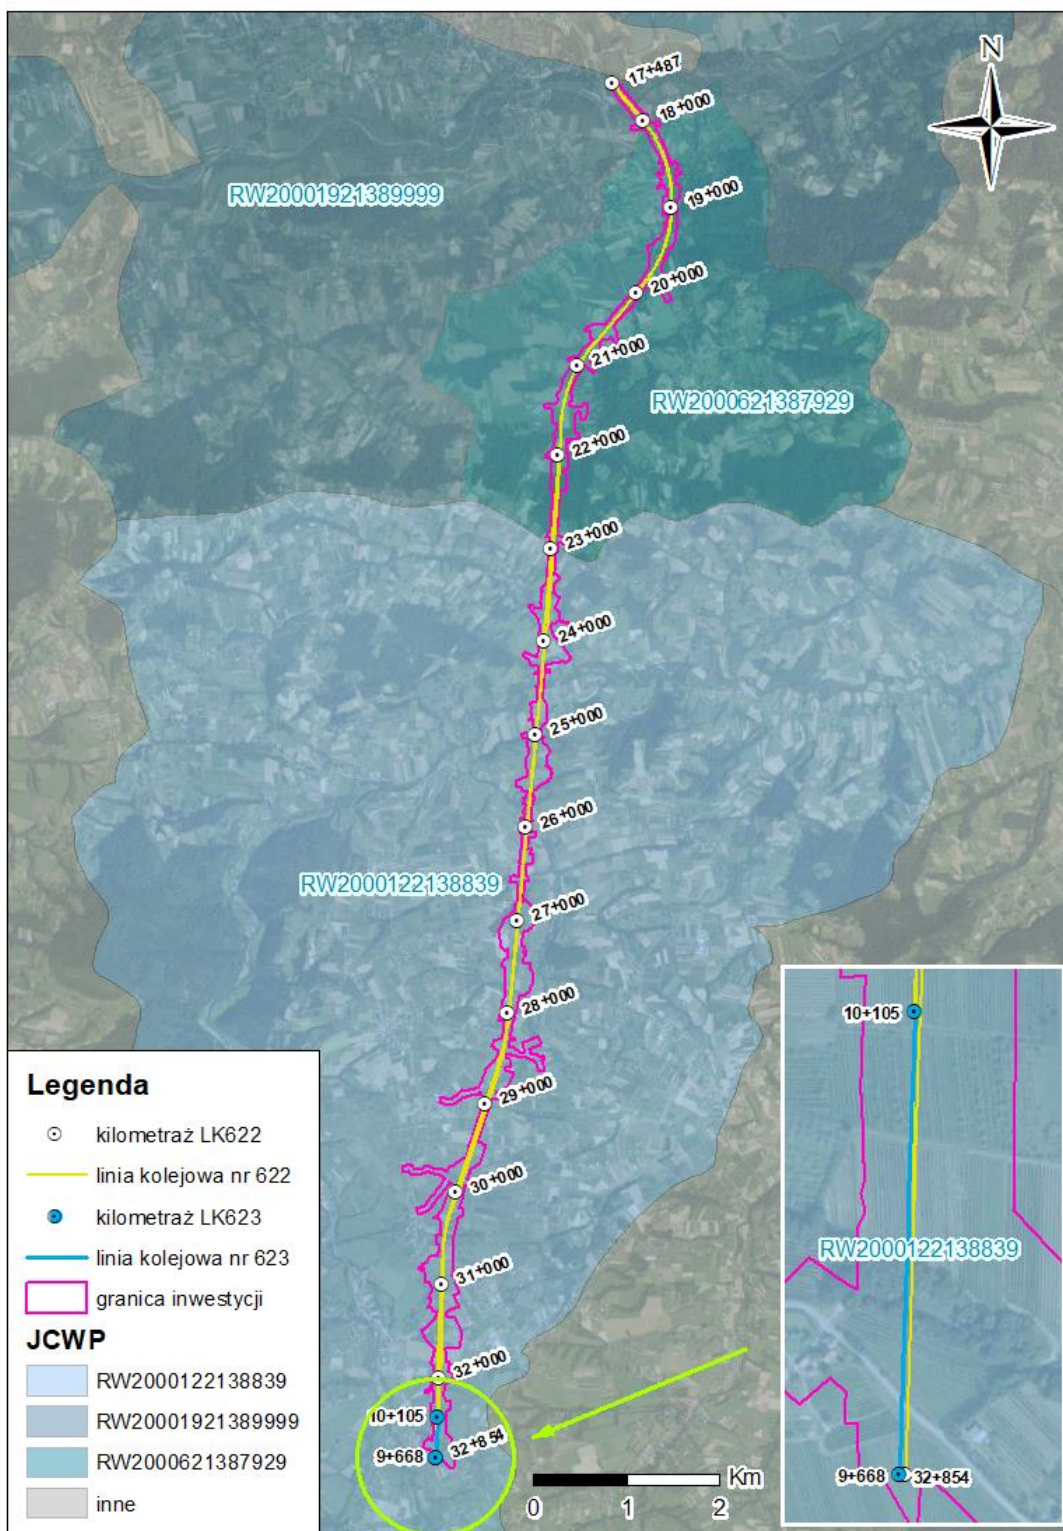 N
17+487
18+000
RW20001921389999
19+000
20+000
21+000
RW2000621387929
22+000
23+000
24+000
25+000
26+000
RW2000122138839
27+000
28+000
29+000
30+000
31+000
32+000
10+105
9+668
32+854
Km
0 1 2
Legenda
kilometraż LK622
linia kolejowa nr 622
kilometraż LK623
linia kolejowa nr 623
granica inwestycji
JCWP
RW2000122138839
RW20001921389999
RW2000621387929
inne
10+105
RW2000122138839
9+668
32+854